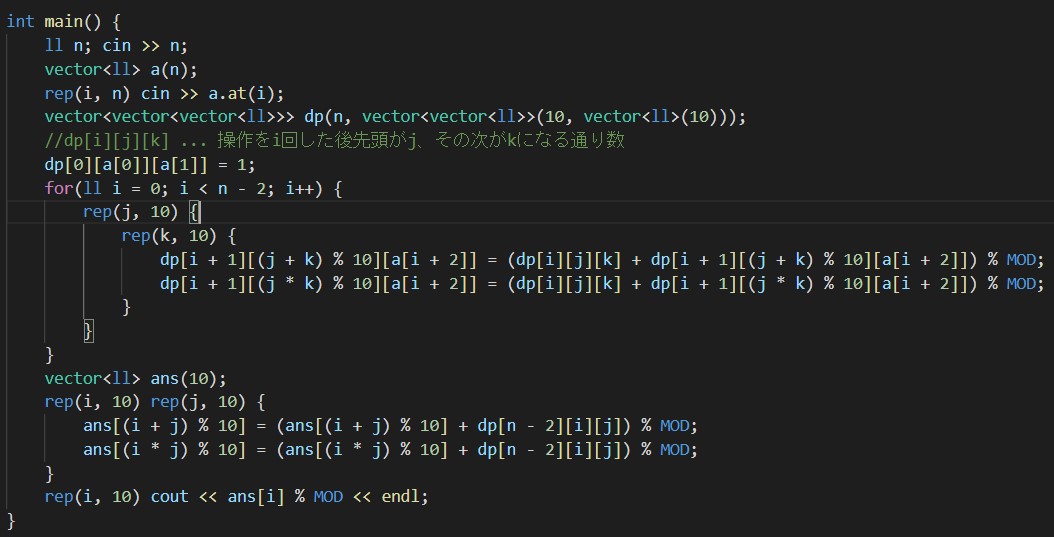 int main() {
    ll n; cin >> n;
    vector<ll> a(n);
    rep(i, n) cin >> a.at(i);
    vector<vector<vector<ll>>> dp(n, vector<vector<ll>>(10, vector<ll>(10)));
    //dp[i][j][k] ... 操作をi回した後先頭がj、その次がkになる通り数
    dp[0][a[0]][a[1]] = 1;
    for(ll i = 0; i < n - 2; i++) {
        rep(j, 10) {
            rep(k, 10) {
                dp[i + 1][(j + k) % 10][a[i + 2]] = (dp[i][j][k] + dp[i + 1][(j + k) % 10][a[i + 2]]) % MOD;
                dp[i + 1][(j * k) % 10][a[i + 2]] = (dp[i][j][k] + dp[i + 1][(j * k) % 10][a[i + 2]]) % MOD;
            }
        }
    }
    vector<ll> ans(10);
    rep(i, 10) rep(j, 10) {
        ans[(i + j) % 10] = (ans[(i + j) % 10] + dp[n - 2][i][j]) % MOD;
        ans[(i * j) % 10] = (ans[(i * j) % 10] + dp[n - 2][i][j]) % MOD;
    }
    rep(i, 10) cout << ans[i] % MOD << endl;
}